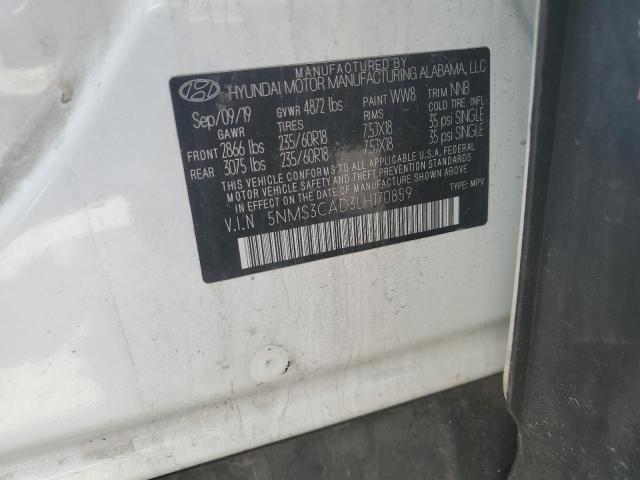 MANUFACTURED BY
HYUNDAI MOTOR MANUFACTURING ALABAMA, LLC
Sep/09/19 GVWR 4872 lbs PAINT WW8 TRIM NNB
GAWR TIRES RIMS COLD TIRE INFL
FRONT 2866 lbs 235/60R18 7.5JX18 35 psi SINGLE
REAR 3075 lbs 235/60R18 7.5JX18 35 psi SINGLE
THIS VEHICLE CONFORMS TO ALL APPLICABLE U.S.A. FEDERAL
MOTOR VEHICLE SAFETY, BUMPER, AND THEFT PREVENTION STANDARDS
IN EFFECT ON THE DATE OF MANUFACTURE SHOWN ABOVE.
V.I.N 5NMS3CAD3LH170859 TYPE: MPV